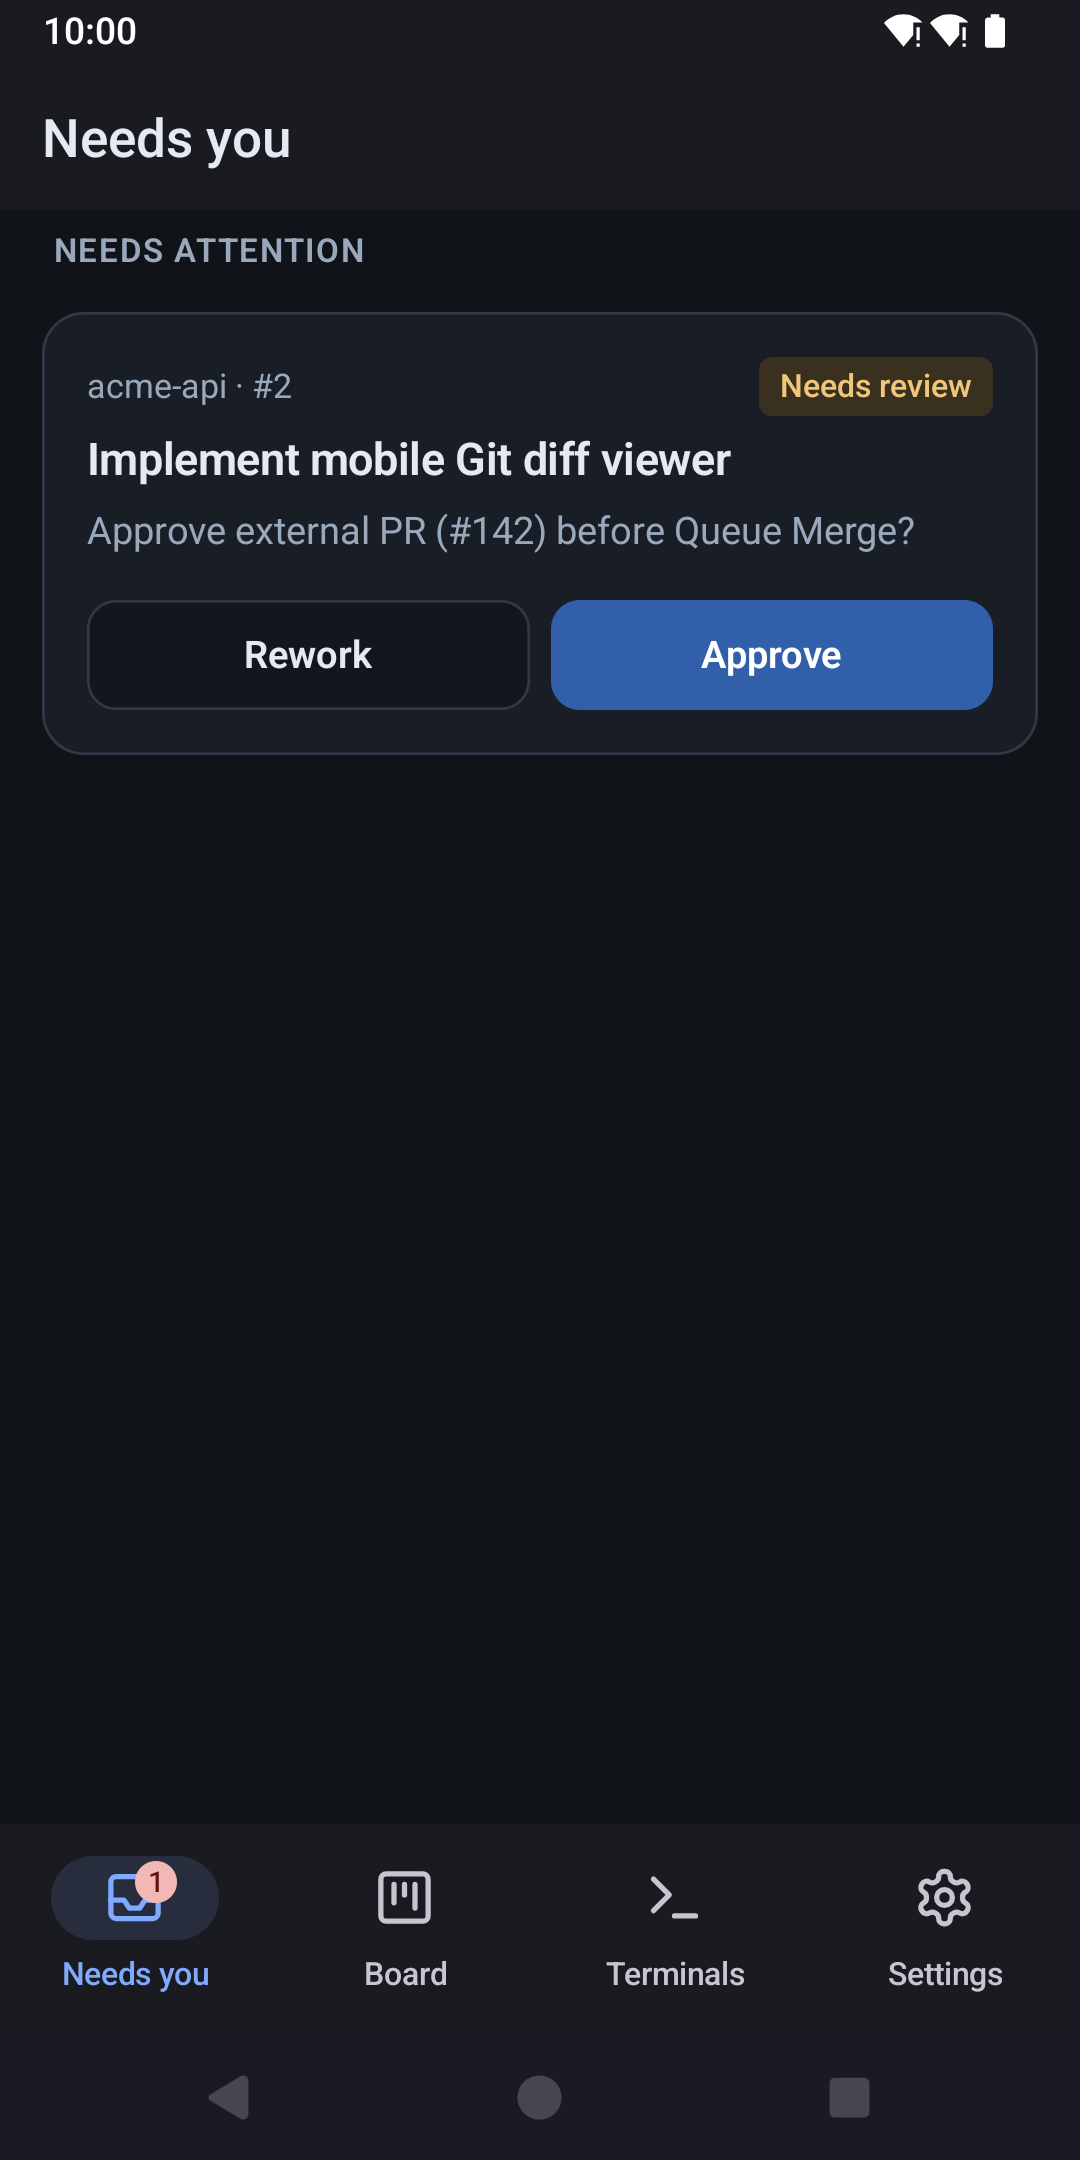 10:00
Needs you
NEEDS ATTENTION
acme-api · #2
Needs review
Implement mobile Git diff viewer
Approve external PR (#142) before Queue Merge?
Rework
Approve
1
Needs you
Board
Terminals
Settings